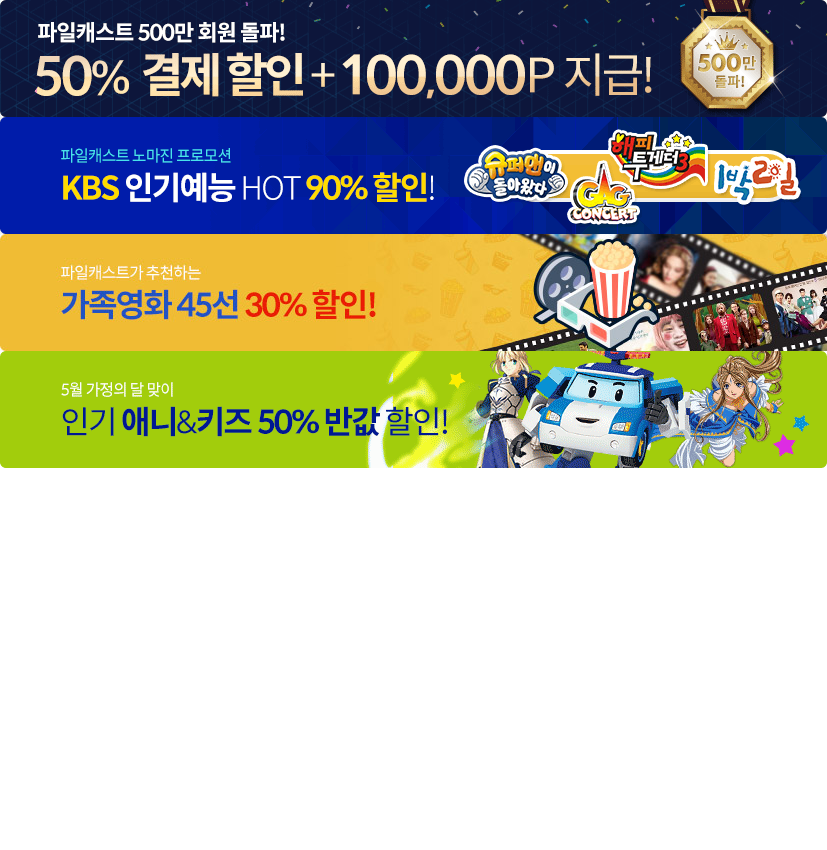 파일캐스트 500만 회원 돌파!
50% 결제 할인 + 100,000P 지급!
500만
돌파!
파일캐스트 노마진 프로모션
KBS 인기예능 HOT 90% 할인!
슈퍼맨이
돌아왔다
해피
투게더3
GAG
CONCERT
1박2일
파일캐스트가 추천하는
가족영화 45선 30% 할인!
5월 가정의 달 맞이
인기 애니&키즈 50% 반값 할인!